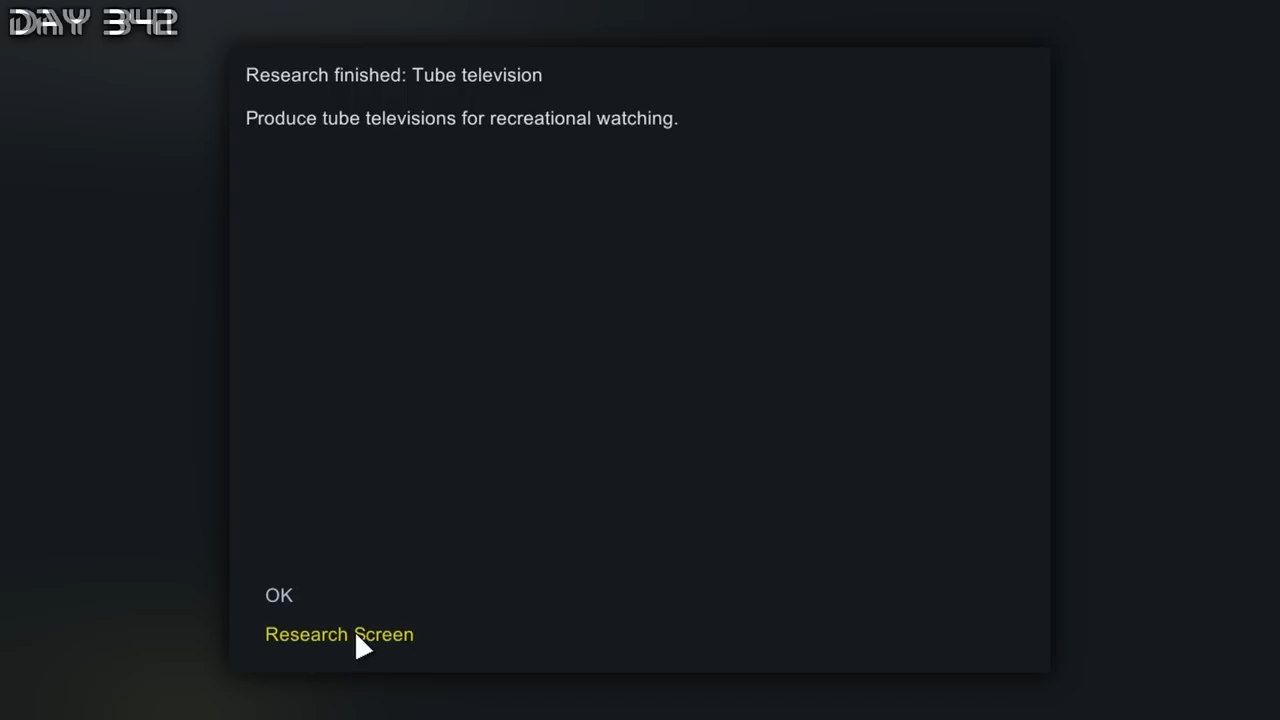 DAY 342
Research finished: Tube television
Produce tube televisions for recreational watching.
OK
Research Screen